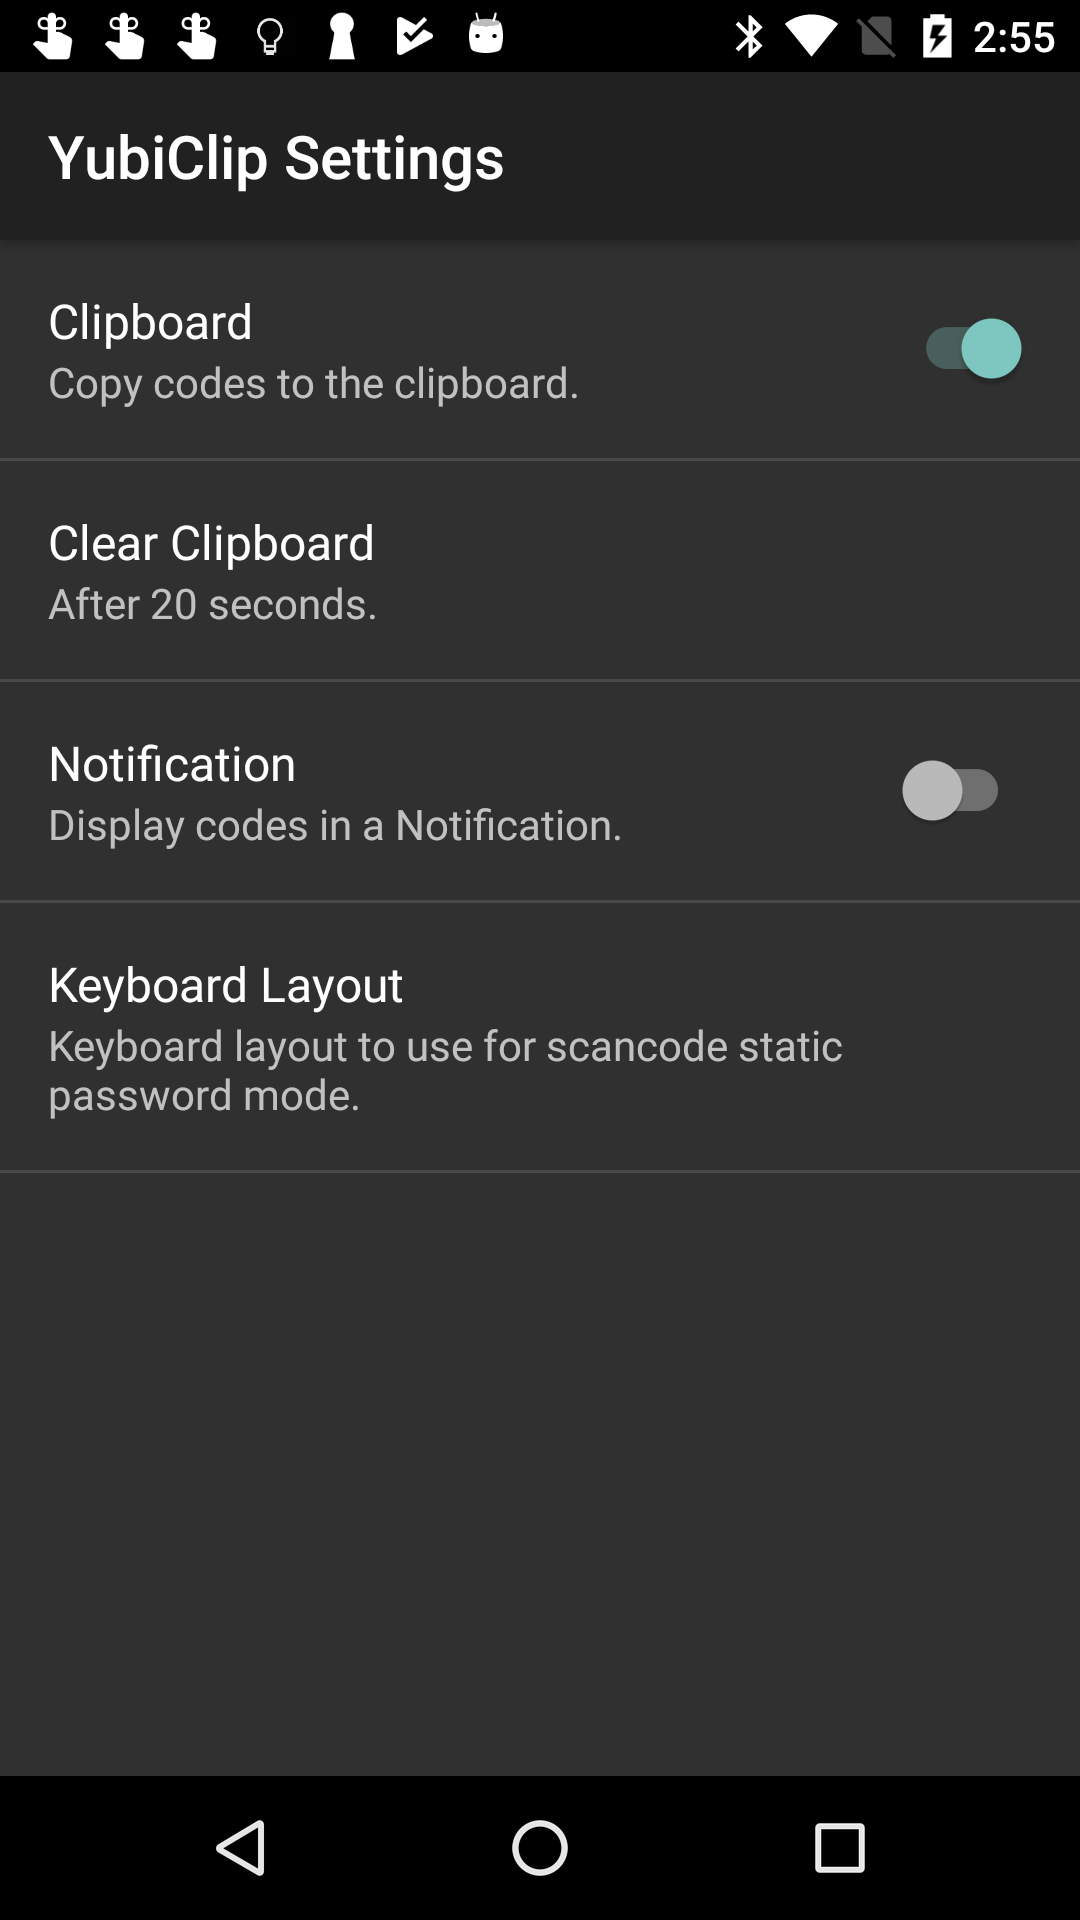 2:55
YubiClip Settings
Clipboard
Copy codes to the clipboard.
Clear Clipboard
After 20 seconds.
Notification
Display codes in a Notification.
Keyboard Layout
Keyboard layout to use for scancode static
password mode.